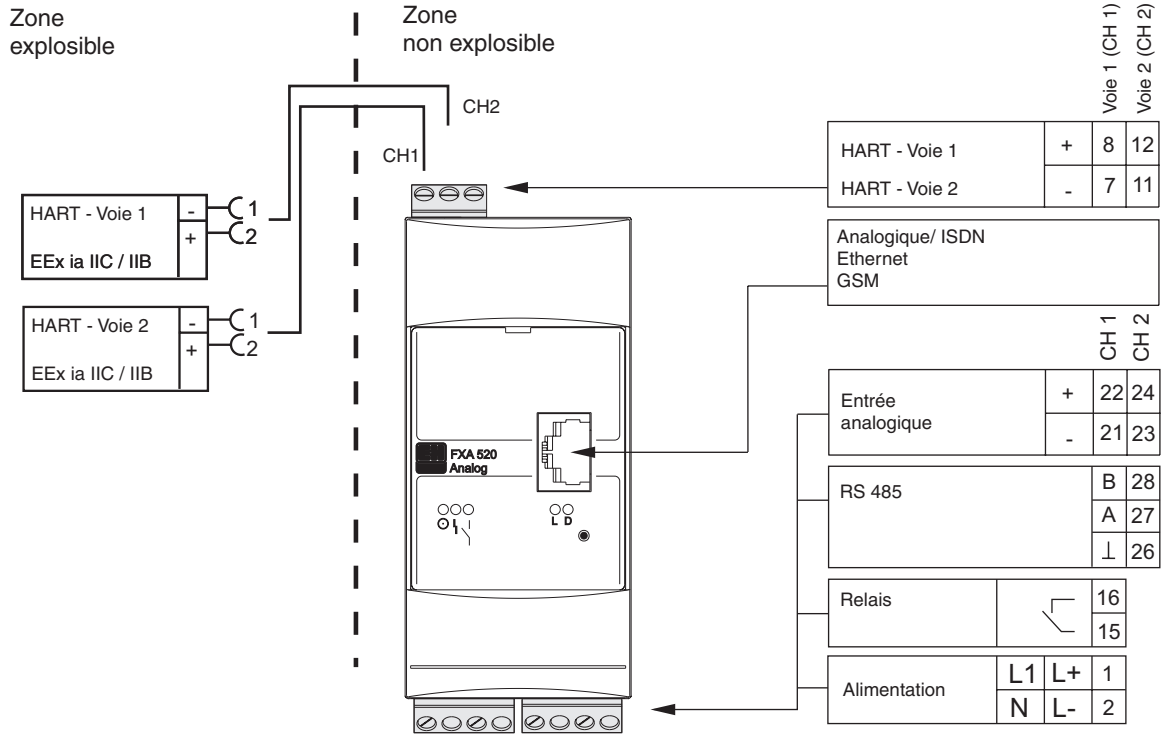 Zone
explosible
Zone
non explosible
CH2
CH1
HART - Voie 1
-
+
1
2
EEx ia IIC / IIB
HART - Voie 2
-
+
1
2
EEx ia IIC / IIB
FXA 520
Analog
L D
Voie 1 (CH 1)
Voie 2 (CH 2)
HART - Voie 1 + 8 12
HART - Voie 2 - 7 11
Analogique/ ISDN
Ethernet
GSM
CH 1
CH 2
Entrée
analogique
+ 22 24
- 21 23
RS 485
B 28
A 27
⊥ 26
Relais
16
15
Alimentation
L1 L+ 1
N L- 2